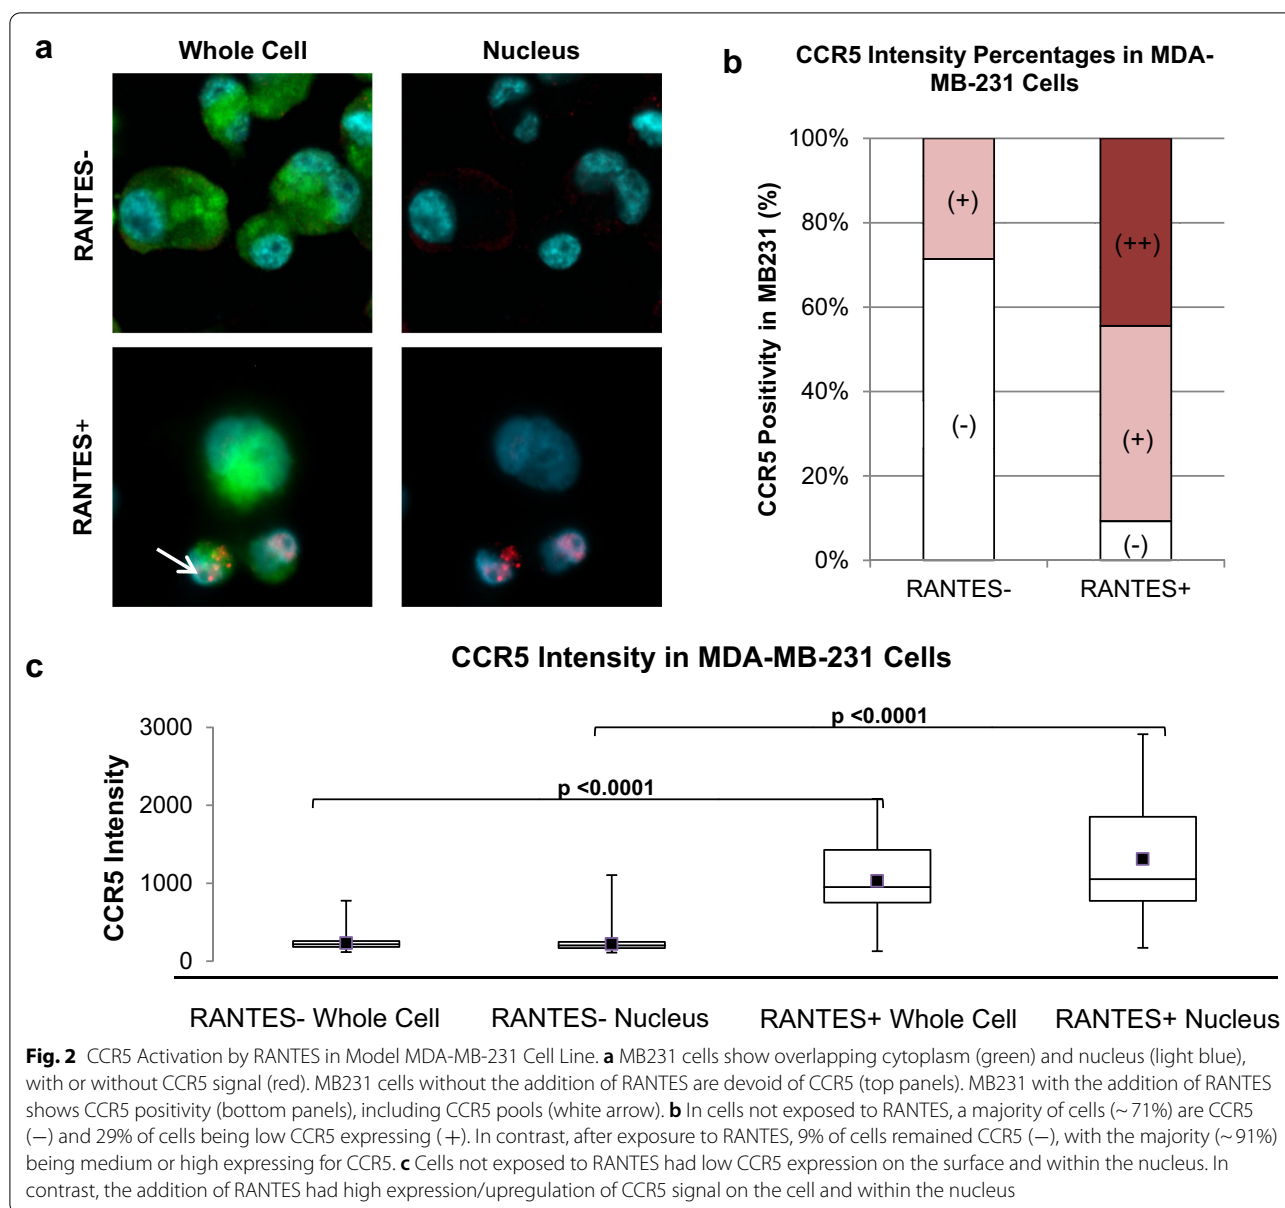 a
Whole Cell
Nucleus
RANTES-
RANTES+
b
CCR5 Intensity Percentages in MDA-
MB-231 Cells
CCR5 Positivity in MB231 (%)
100%
80%
60%
40%
20%
0%
(+)
(-)
(++)
(+)
(-)
RANTES-
RANTES+
c
CCR5 Intensity in MDA-MB-231 Cells
CCR5 Intensity
3000
2000
1000
0
p <0.0001
p <0.0001
RANTES- Whole Cell
RANTES- Nucleus
RANTES+ Whole Cell
RANTES+ Nucleus
Fig. 2 CCR5 Activation by RANTES in Model MDA-MB-231 Cell Line. a MB231 cells show overlapping cytoplasm (green) and nucleus (light blue),
with or without CCR5 signal (red). MB231 cells without the addition of RANTES are devoid of CCR5 (top panels). MB231 with the addition of RANTES
shows CCR5 positivity (bottom panels), including CCR5 pools (white arrow). b In cells not exposed to RANTES, a majority of cells (~ 71%) are CCR5
(−) and 29% of cells being low CCR5 expressing (+). In contrast, after exposure to RANTES, 9% of cells remained CCR5 (−), with the majority (~ 91%)
being medium or high expressing for CCR5. c Cells not exposed to RANTES had low CCR5 expression on the surface and within the nucleus. In
contrast, the addition of RANTES had high expression/upregulation of CCR5 signal on the cell and within the nucleus